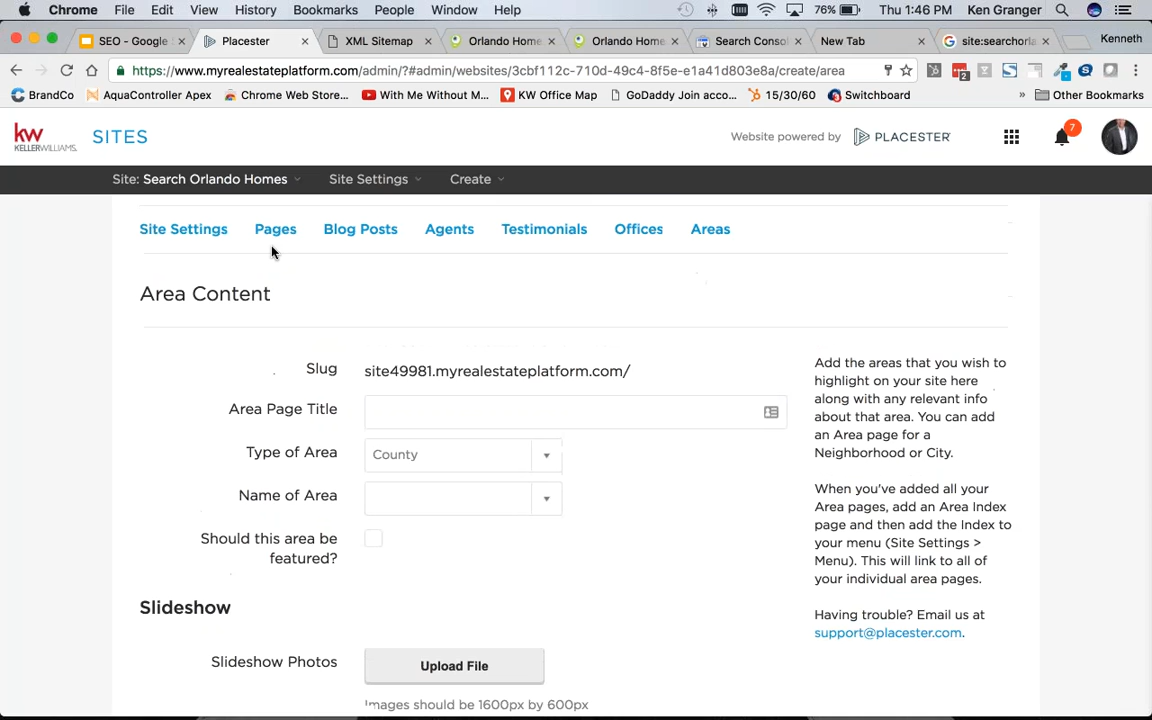 Chrome File Edit View History Bookmarks People Window Help 76% Thu 1:46 PM Ken Granger
SEO - Google Placester XML Sitemap Orlando Home Orlando Home Search Conso New Tab site:searchorla Kenneth
https://www.myrealestateplatform.com/admin/?#admin/websites/3cbf112c-710d-49c4-8f5e-e1a41d803e8a/create/area 2
BrandCo AquaController Apex Chrome Web Store... With Me Without M... KW Office Map GoDaddy Join acco... 15/30/60 Switchboard » Other Bookmarks
kw KELLERWILLIAMS. SITES Website powered by PLACESTER 7
Site: Search Orlando Homes Site Settings Create
Site Settings Pages Blog Posts Agents Testimonials Offices Areas
Area Content
Slug site49981.myrealestateplatform.com/
Area Page Title
Type of Area County
Name of Area
Should this area be
featured?
Slideshow
Slideshow Photos Upload File
Images should be 1600px by 600px
Add the areas that you wish to
highlight on your site here
along with any relevant info
about that area. You can add
an Area page for a
Neighborhood or City.
When you've added all your
Area pages, add an Area Index
page and then add the Index to
your menu (Site Settings >
Menu). This will link to all of
your individual area pages.
Having trouble? Email us at
support@placester.com.